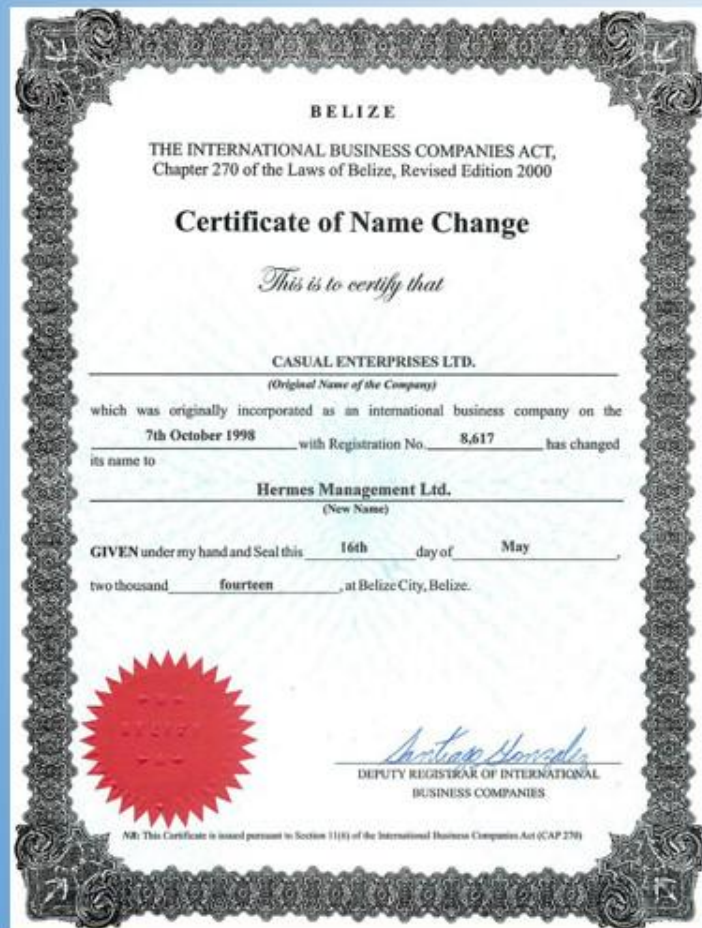 BELIZE
THE INTERNATIONAL BUSINESS COMPANIES ACT,
Chapter 270 of the Laws of Belize, Revised Edition 2000
Certificate of Name Change
This is to certify that
CASUAL ENTERPRISES LTD.
(Original Name of the Company)
which was originally incorporated as an international business company on the
7th October 1998 with Registration No. 8,617 has changed
its name to
Hermes Management Ltd.
(New Name)
GIVEN under my hand and Seal this 16th day of May,
two thousand fourteen, at Belize City, Belize.
Santiago Gonzalez
DEPUTY REGISTRAR OF INTERNATIONAL
BUSINESS COMPANIES
NB: This Certificate is issued pursuant to Section 11(6) of the International Business Companies Act (CAP 270)